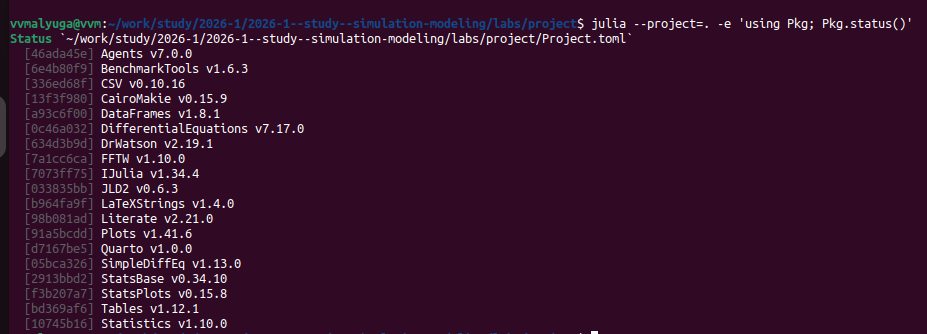 vvmalyuga@vvm:~/work/study/2026-1/2026-1--study--simulation-modeling/labs/project$ julia --project=. -e 'using Pkg; Pkg.status()'
Status `~/work/study/2026-1/2026-1--study--simulation-modeling/labs/project/Project.toml`
[46ada45e] Agents v7.0.0
[6e4b80f9] BenchmarkTools v1.6.3
[336ed68f] CSV v0.10.16
[13f3f980] CairoMakie v0.15.9
[a93c6f00] DataFrames v1.8.1
[0c46a032] DifferentialEquations v7.17.0
[634d3b9d] DrWatson v2.19.1
[7a1cc6ca] FFTW v1.10.0
[7073ff75] IJulia v1.34.4
[033835bb] JLD2 v0.6.3
[b964fa9f] LaTeXStrings v1.4.0
[98b081ad] Literate v2.21.0
[91a5bcdd] Plots v1.41.6
[d7167be5] Quarto v1.0.0
[05bca326] SimpleDiffEq v1.13.0
[2913bbd2] StatsBase v0.34.10
[f3b207a7] StatsPlots v0.15.8
[bd369af6] Tables v1.12.1
[10745b16] Statistics v1.10.0